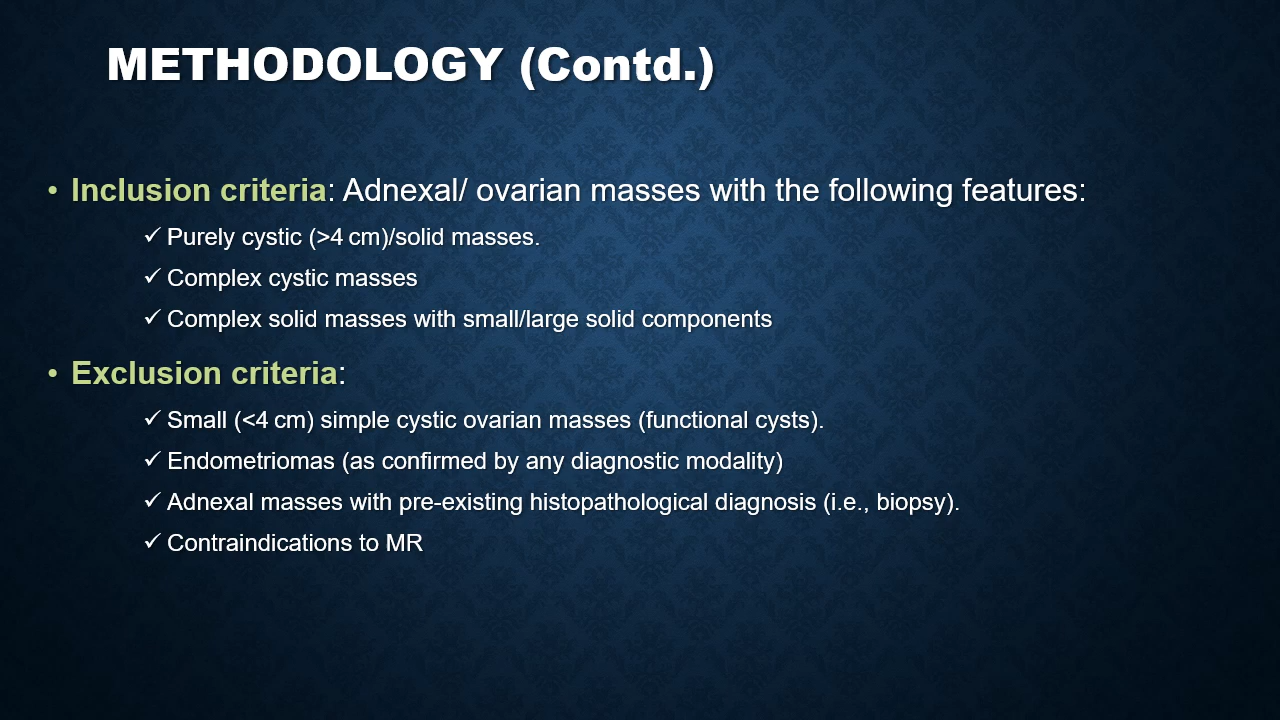 METHODOLOGY (Contd.)
• Inclusion criteria: Adnexal/ ovarian masses with the following features:
✓ Purely cystic (>4 cm)/solid masses.
✓ Complex cystic masses
✓ Complex solid masses with small/large solid components
• Exclusion criteria:
✓ Small (<4 cm) simple cystic ovarian masses (functional cysts).
✓ Endometriomas (as confirmed by any diagnostic modality)
✓ Adnexal masses with pre-existing histopathological diagnosis (i.e., biopsy).
✓ Contraindications to MR